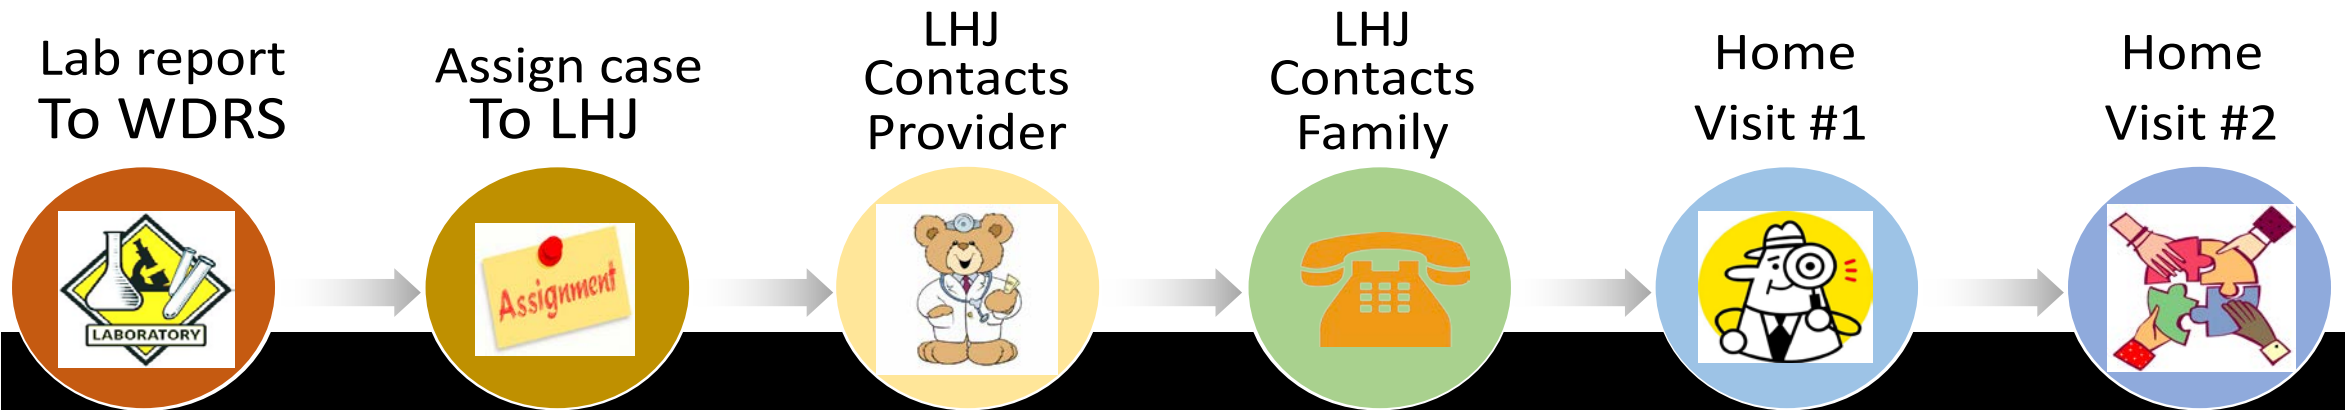 Lab report
To WDRS
Assign case
To LHJ
LHJ
Contacts
Provider
LHJ
Contacts
Family
Home
Visit #1
Home
Visit #2
LABORATORY
Assignment